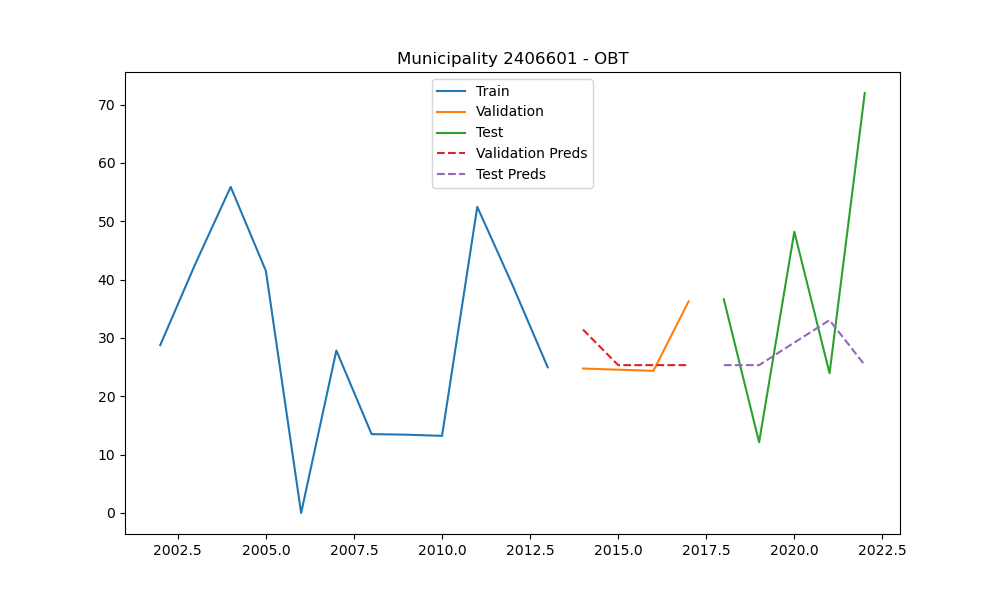 Municipality 2406601 - OBT
Train
Validation
Test
Validation Preds
Test Preds
70
60
50
40
30
20
10
0
2002.5 2005.0 2007.5 2010.0 2012.5 2015.0 2017.5 2020.0 2022.5